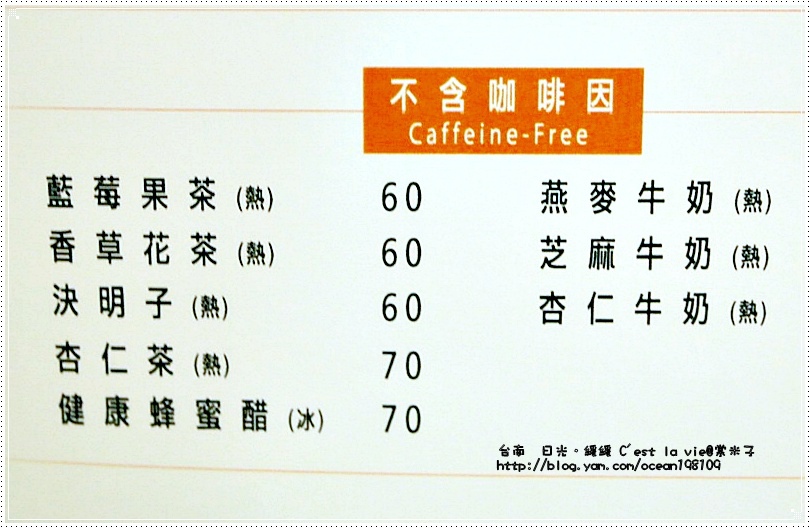 不含咖啡因
Caffeine-Free
藍莓果茶(熱) 60
香草花茶(熱) 60
決明子(熱) 60
杏仁茶(熱) 70
健康蜂蜜醋(冰) 70
燕麥牛奶(熱)
芝麻牛奶(熱)
杏仁牛奶(熱)
台南 日光。緩緩 C'est la vie@棠米子
http://blog.yam.com/ocean198109